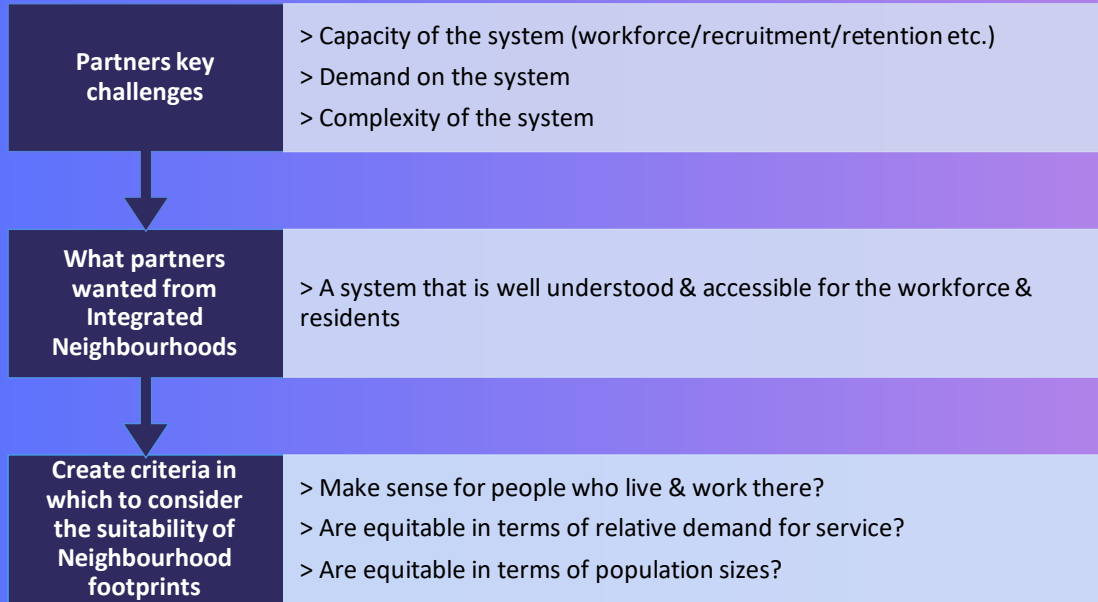 Partners key
challenges
> Capacity of the system (workforce/recruitment/retention etc.)
> Demand on the system
> Complexity of the system
What partners
wanted from
Integrated
Neighbourhoods
> A system that is well understood & accessible for the workforce &
residents
Create criteria in
which to consider
the suitability of
Neighbourhood
footprints
> Make sense for people who live & work there?
> Are equitable in terms of relative demand for service?
> Are equitable in terms of population sizes?